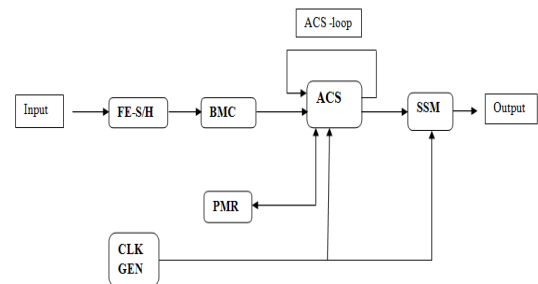 ACS -loop
Input
FE-S/H
BMC
ACS
SSM
Output
PMR
CLK
GEN